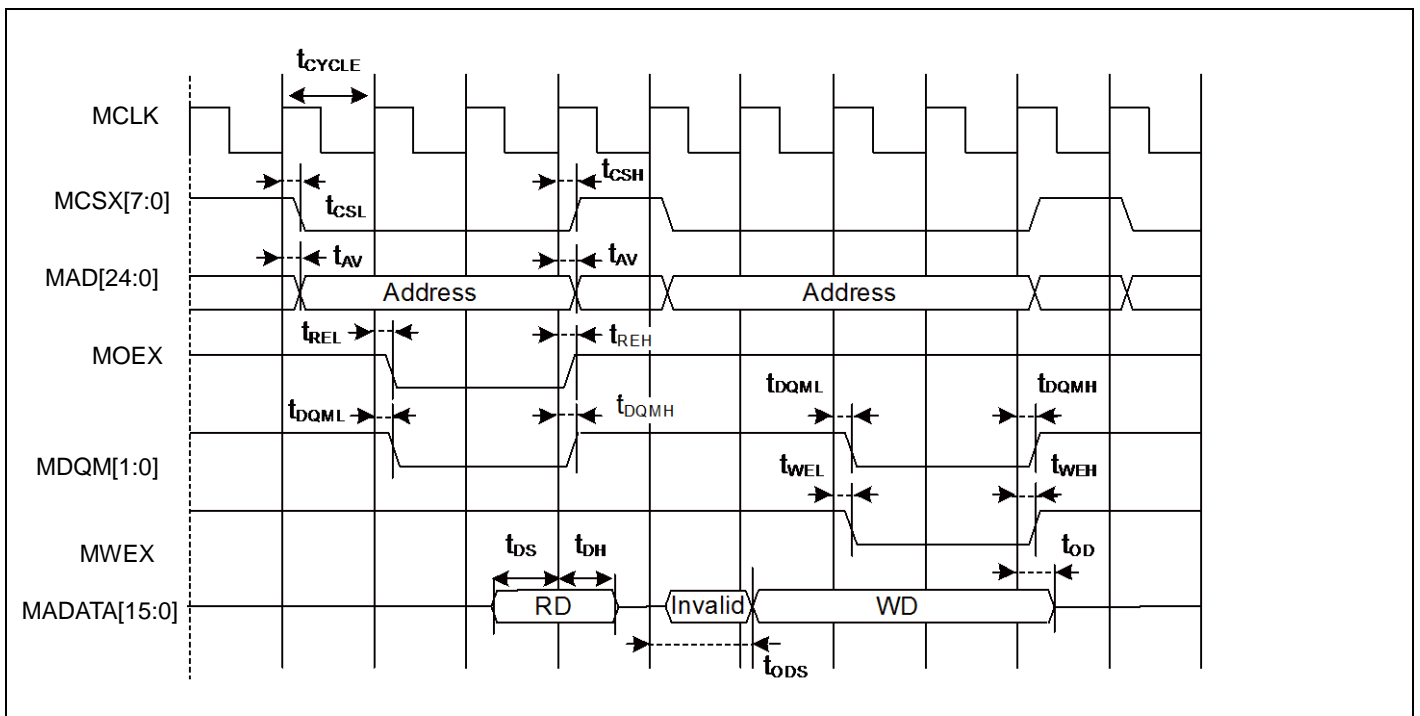 tCYCLE
MCLK
tCSH
MCSX[7:0]
tCSL
tAV
tAV
MAD[24:0]
Address
Address
tREL
tREH
MOEX
tDQML
tDQMH
tDQML
tDQMH
MDQM[1:0]
tWEL
tWEH
MWEX
tDS
tDH
tOD
MADATA[15:0]
RD
Invalid
WD
tODS